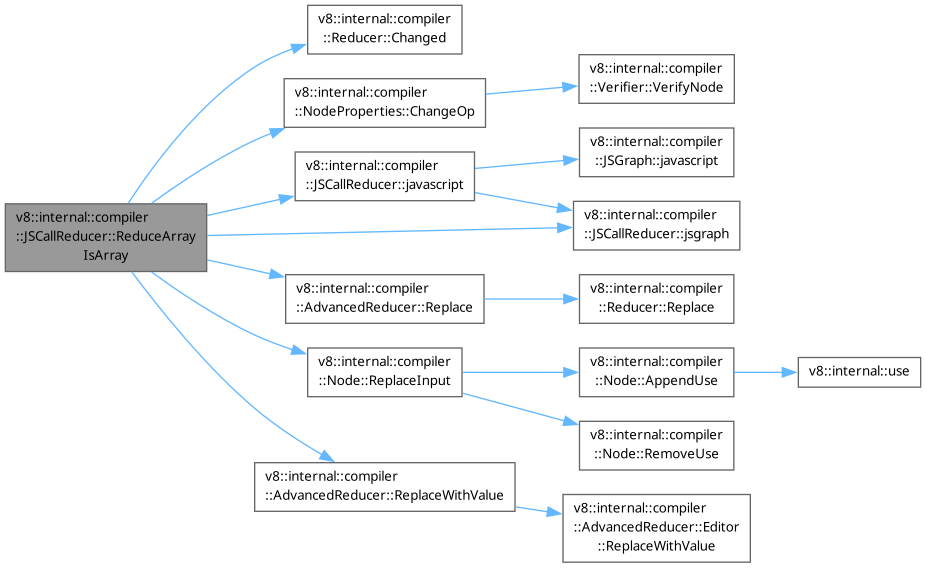 v8::internal::compiler
::Reducer::Changed
v8::internal::compiler
::NodeProperties::ChangeOp
v8::internal::compiler
::Verifier::VerifyNode
v8::internal::compiler
::JSCallReducer::javascript
v8::internal::compiler
::JSGraph::javascript
v8::internal::compiler
::JSCallReducer::jsgraph
v8::internal::compiler
::JSCallReducer::ReduceArray
IsArray
v8::internal::compiler
::AdvancedReducer::Replace
v8::internal::compiler
::Reducer::Replace
v8::internal::compiler
::Node::ReplaceInput
v8::internal::compiler
::Node::AppendUse
v8::internal::use
v8::internal::compiler
::Node::RemoveUse
v8::internal::compiler
::AdvancedReducer::ReplaceWithValue
v8::internal::compiler
::AdvancedReducer::Editor
::ReplaceWithValue